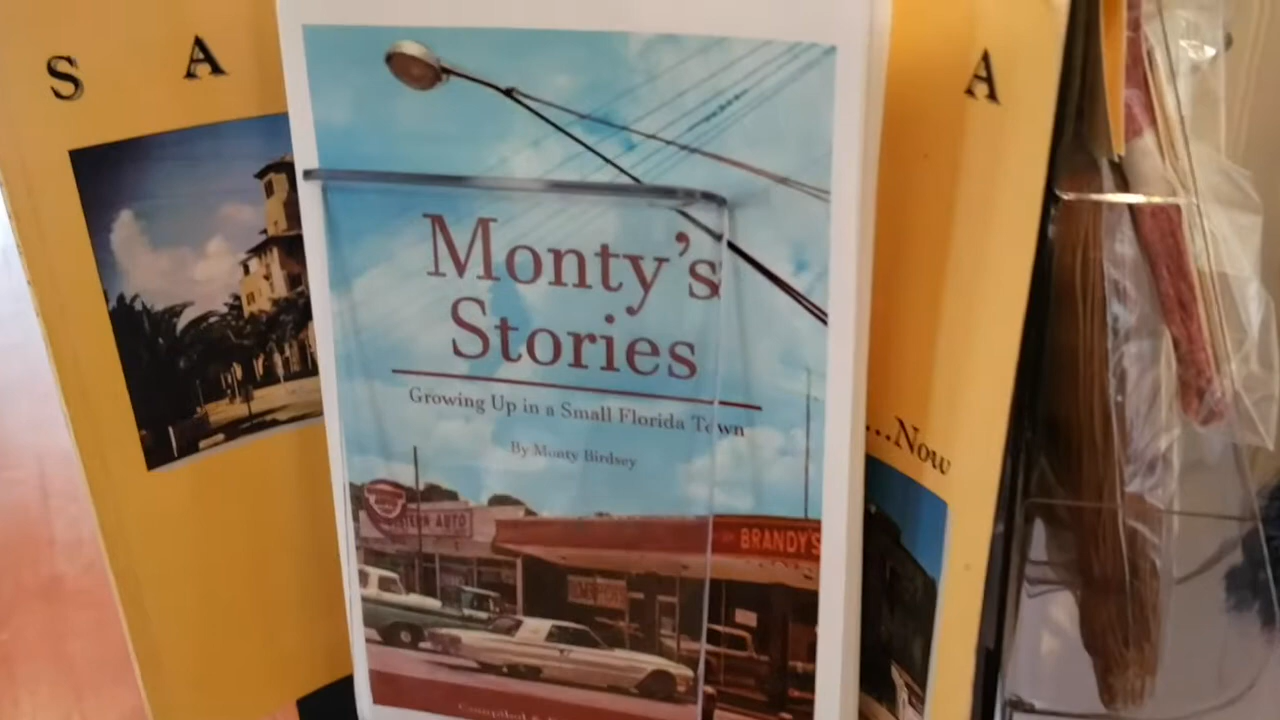 S A
A
Monty's
Stories
Growing Up in a Small Florida Town
By Monty Birdsey
...Now
AUTO
BRANDY'S